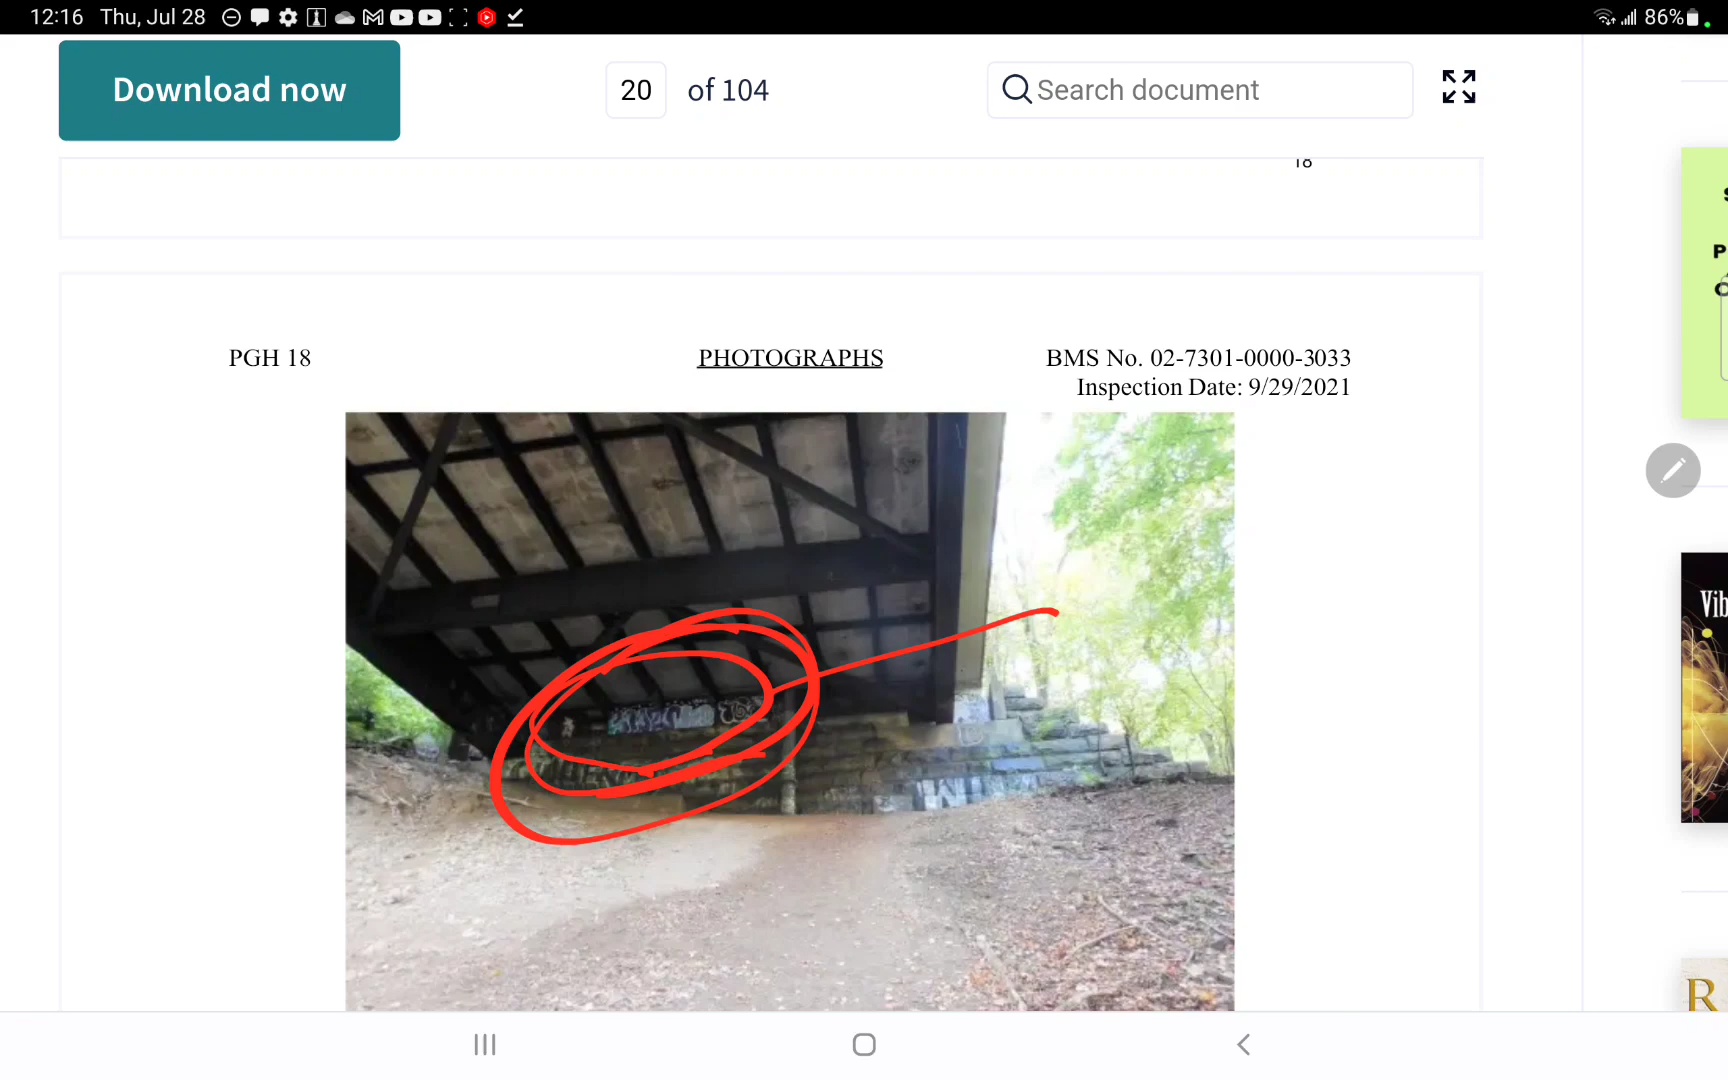 12:16 Thu, Jul 28 86%
Download now 20 of 104 Search document
18
PGH 18 PHOTOGRAPHS BMS No. 02-7301-0000-3033
Inspection Date: 9/29/2021
P
Vib
R